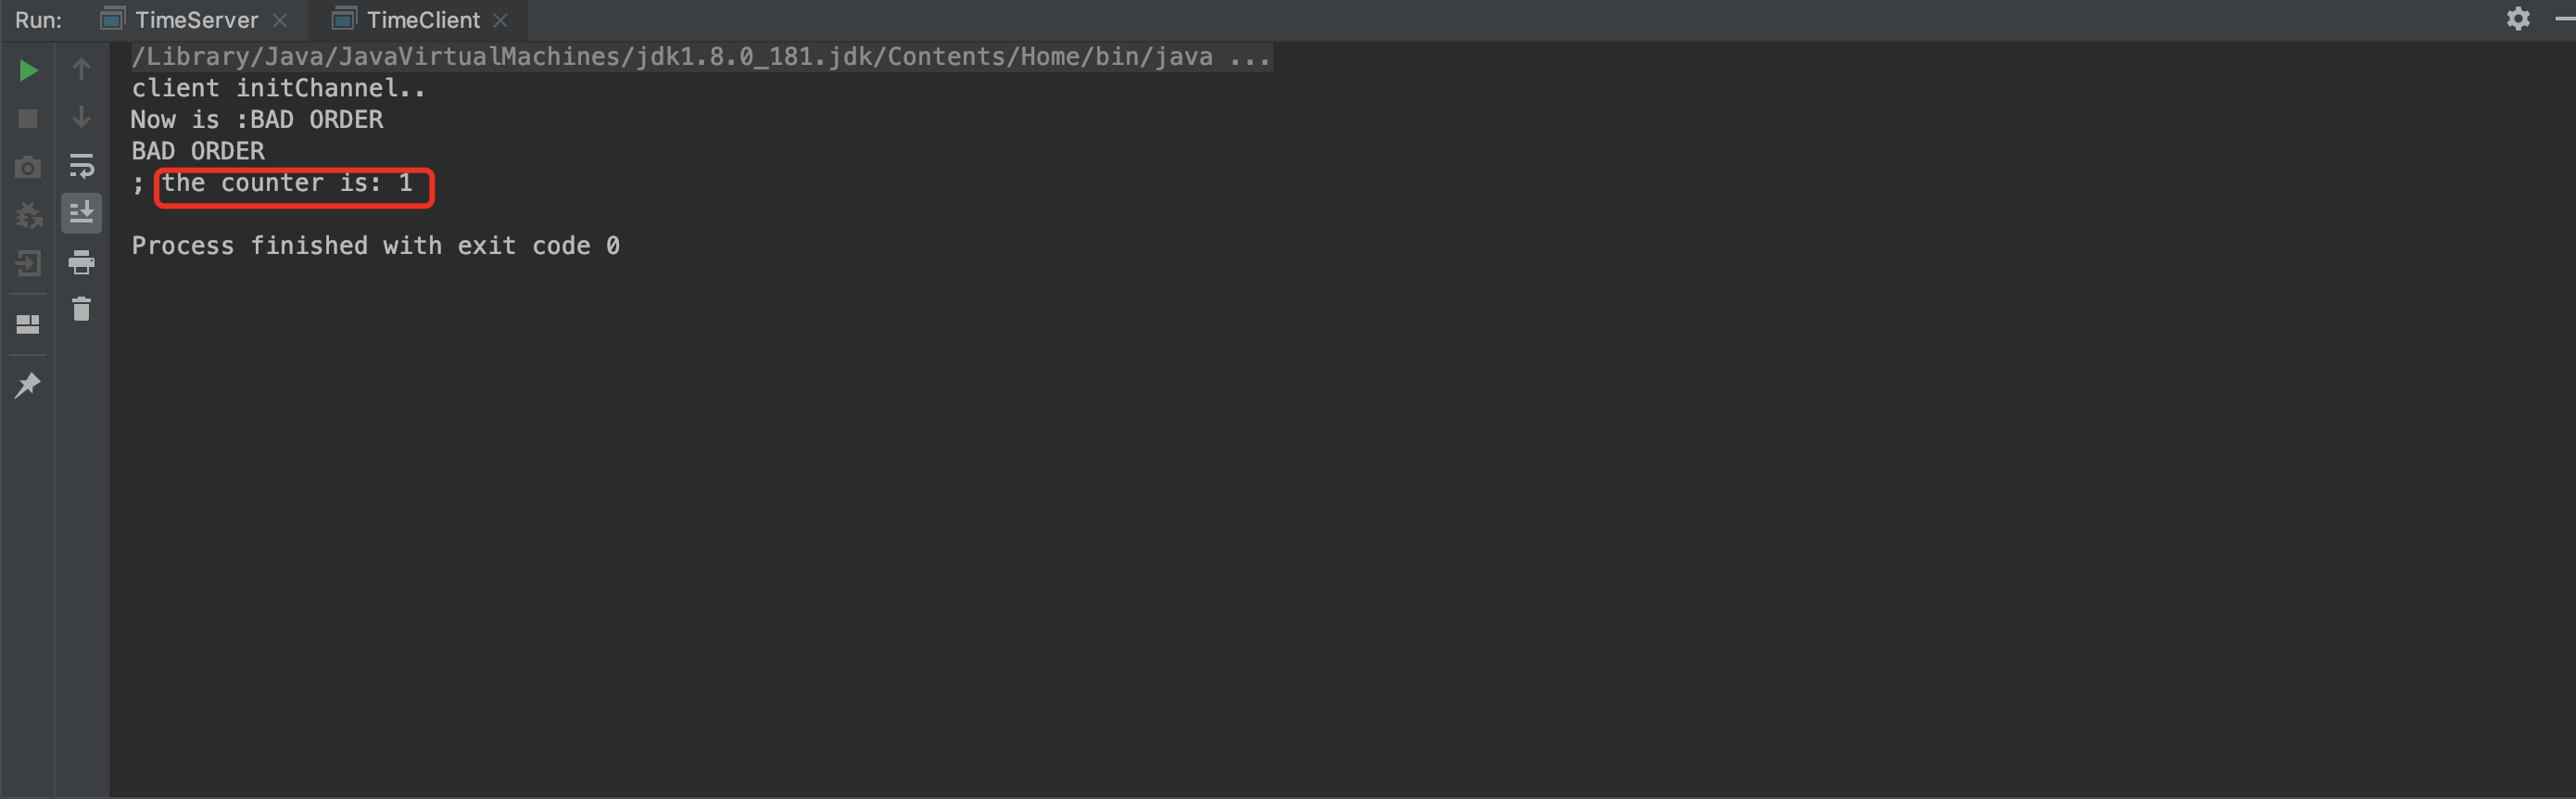 Run: TimeServer TimeClient
/Library/Java/JavaVirtualMachines/jdk1.8.0_181.jdk/Contents/Home/bin/java ...
client initChannel..
Now is :BAD ORDER
BAD ORDER
; the counter is: 1
Process finished with exit code 0